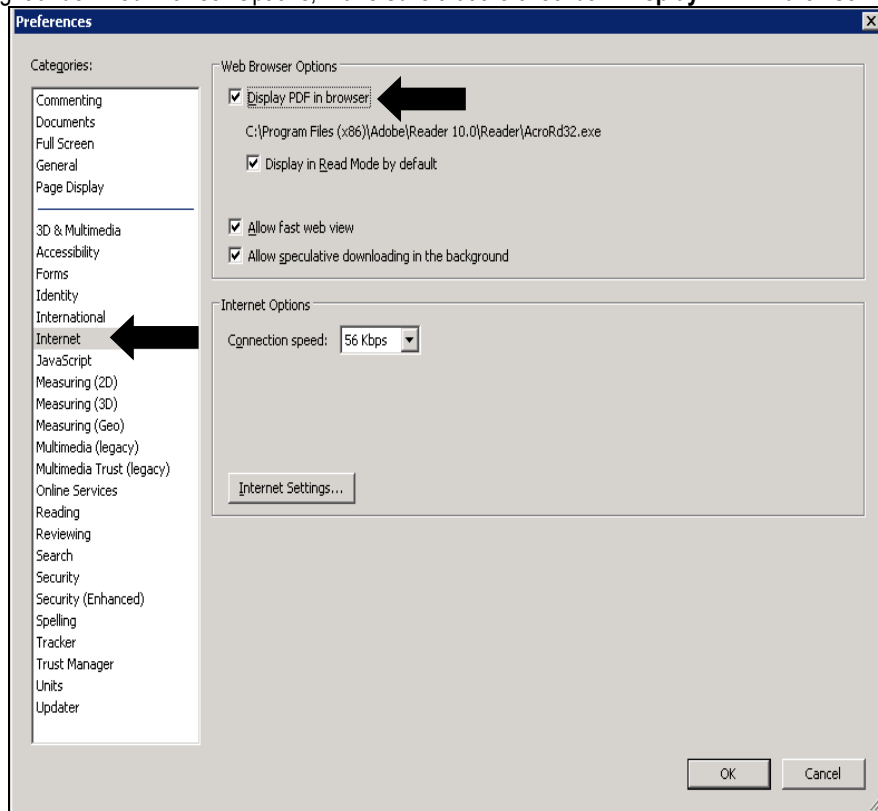 Preferences
Categories:
Commenting
Documents
Full Screen
General
Page Display
3D & Multimedia
Accessibility
Forms
Identity
International
Internet
JavaScript
Measuring (2D)
Measuring (3D)
Measuring (Geo)
Multimedia (legacy)
Multimedia Trust (legacy)
Online Services
Reading
Reviewing
Search
Security
Security (Enhanced)
Spelling
Tracker
Trust Manager
Units
Updater
Web Browser Options
Display PDF in browser
C:\Program Files (x86)\Adobe\Reader 10.0\Reader\AcroRd32.exe
Display in Read Mode by default
Allow fast web view
Allow speculative downloading in the background
Internet Options
Connection speed: 56 Kbps
Internet Settings...
OK Cancel